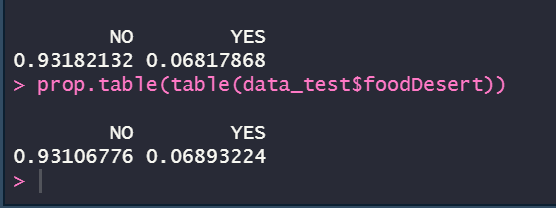 NO YES
0.93182132 0.06817868
> prop.table(table(data_test$foodDesert))
NO YES
0.93106776 0.06893224
>